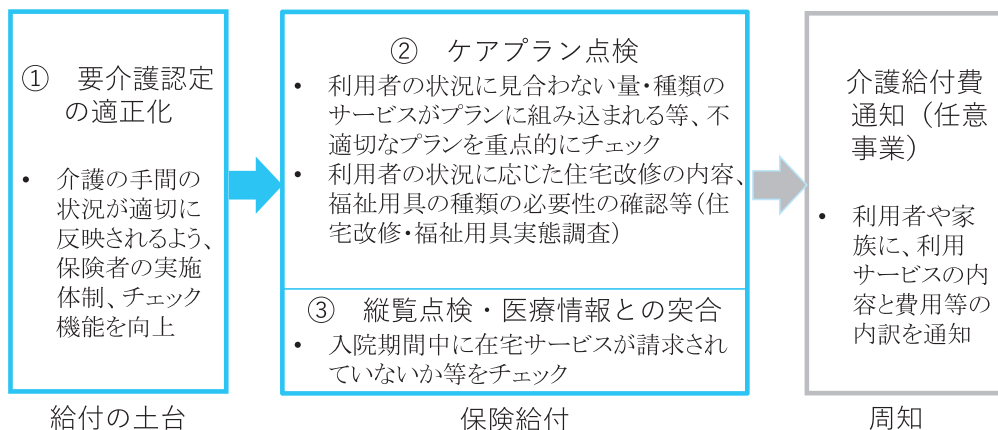 ① 要介護認定
の適正化
• 介護の手間の
状況が適切に
反映されるよう、
保険者の実施
体制、チェック
機能を向上
給付の土台
② ケアプラン点検
• 利用者の状況に見合わない量・種類の
サービスがプランに組み込まれる等、不
適切なプランを重点的にチェック
• 利用者の状況に応じた住宅改修の内容、
福祉用具の種類の必要性の確認等(住
宅改修・福祉用具実態調査)
③ 縦覧点検・医療情報との突合
• 入院期間中に在宅サービスが請求され
ていないか等をチェック
保険給付
介護給付費
通知(任意
事業)
• 利用者や家
族に、利用
サービスの内
容と費用等の
内訳を通知
周知